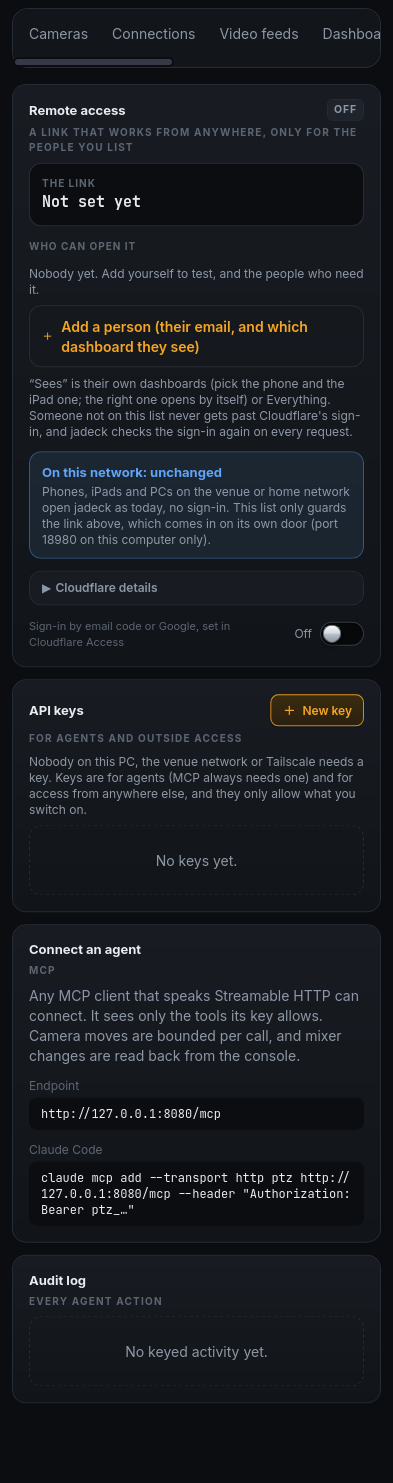 Cameras Connections Video feeds Dashboa
Remote access OFF
A LINK THAT WORKS FROM ANYWHERE, ONLY FOR THE
PEOPLE YOU LIST
THE LINK
Not set yet
WHO CAN OPEN IT
Nobody yet. Add yourself to test, and the people who need
it.
+ Add a person (their email, and which
dashboard they see)
“Sees” is their own dashboards (pick the phone and the
iPad one; the right one opens by itself) or Everything.
Someone not on this list never gets past Cloudflare's sign-
in, and jadeck checks the sign-in again on every request.
On this network: unchanged
Phones, iPads and PCs on the venue or home network
open jadeck as today, no sign-in. This list only guards
the link above, which comes in on its own door (port
18980 on this computer only).
▶ Cloudflare details
Sign-in by email code or Google, set in
Cloudflare Access
Off
API keys
+ New key
FOR AGENTS AND OUTSIDE ACCESS
Nobody on this PC, the venue network or Tailscale needs a
key. Keys are for agents (MCP always needs one) and for
access from anywhere else, and they only allow what you
switch on.
No keys yet.
Connect an agent
MCP
Any MCP client that speaks Streamable HTTP can
connect. It sees only the tools its key allows.
Camera moves are bounded per call, and mixer
changes are read back from the console.
Endpoint
http://127.0.0.1:8080/mcp
Claude Code
claude mcp add --transport http ptz http://
127.0.0.1:8080/mcp --header "Authorization:
Bearer ptz_…"
Audit log
EVERY AGENT ACTION
No keyed activity yet.